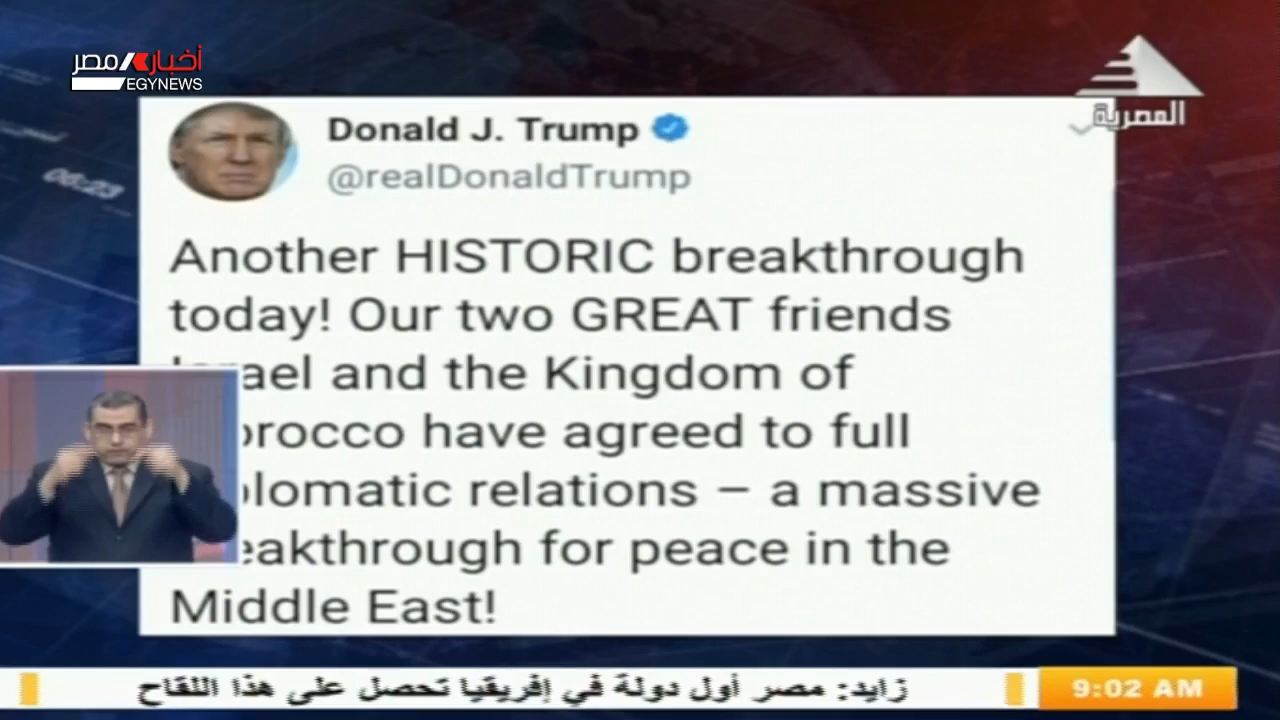 أخبار مصر
EGYNEWS
المصرية
Donald J. Trump
@realDonaldTrump
Another HISTORIC breakthrough
today! Our two GREAT friends
and the Kingdom of
have agreed to full
relations – a massive
for peace in the
Middle East!
زايد: مصر أول دولة في إفريقيا تحصل على هذا اللقاح
9:02 AM